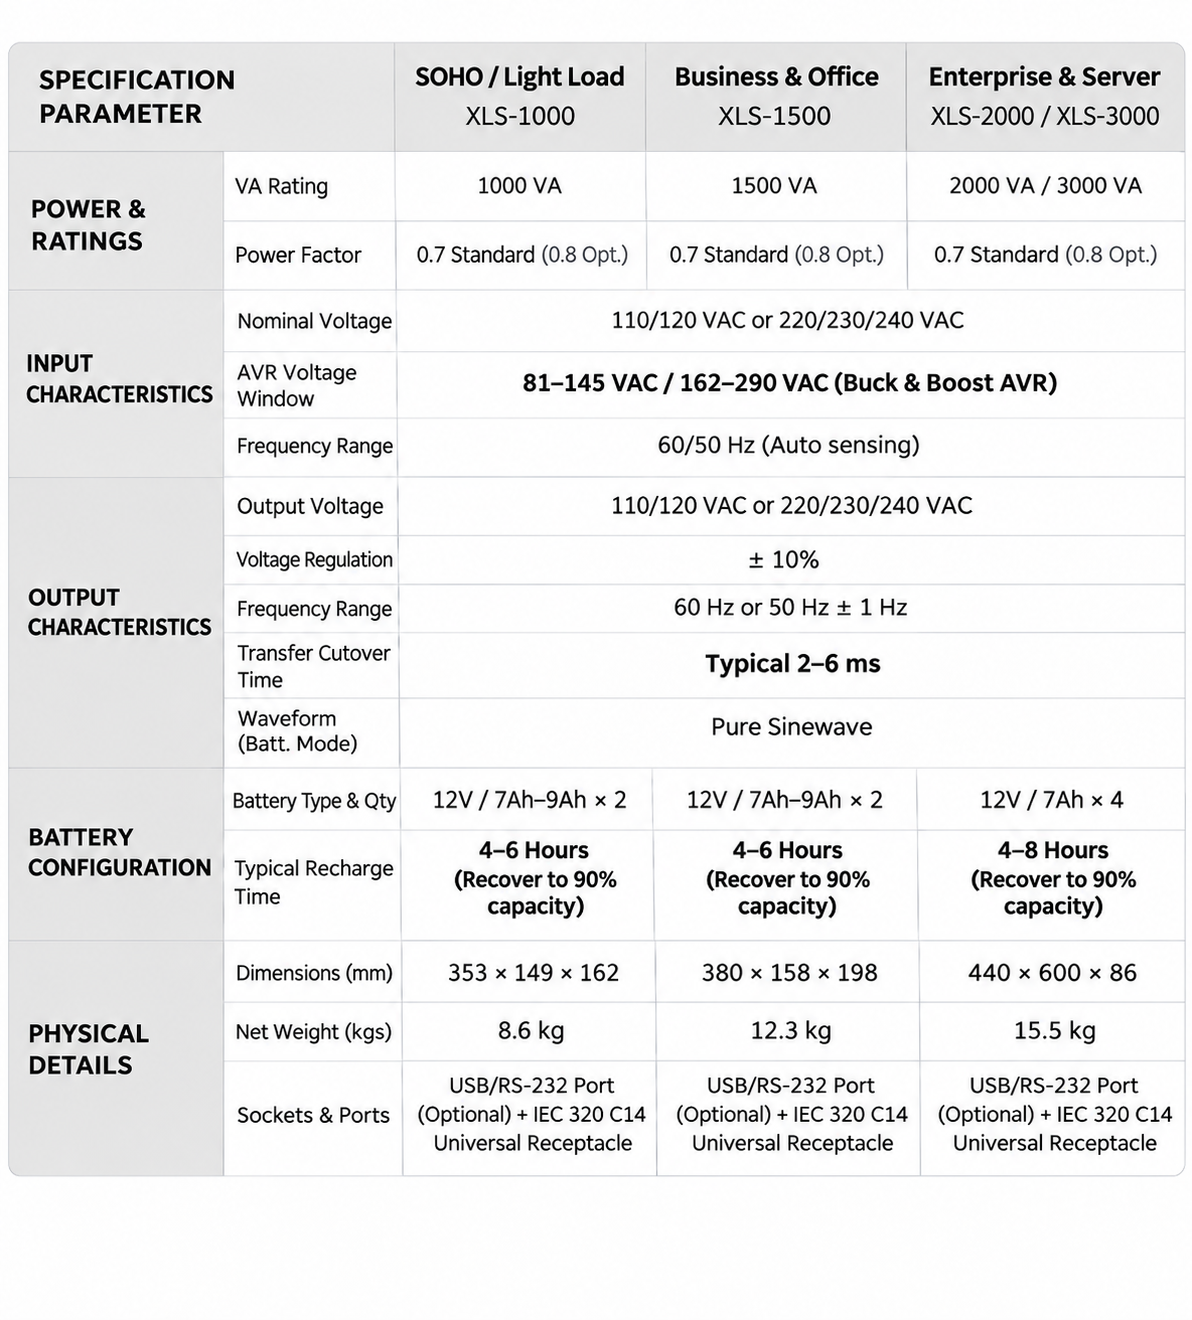 SPECIFICATION
PARAMETER
SOHO / Light Load
XLS-1000
Business & Office
XLS-1500
Enterprise & Server
XLS-2000 / XLS-3000
POWER &
RATINGS
VA Rating
1000 VA
1500 VA
2000 VA / 3000 VA
Power Factor
0.7 Standard (0.8 Opt.)
0.7 Standard (0.8 Opt.)
0.7 Standard (0.8 Opt.)
INPUT
CHARACTERISTICS
Nominal Voltage
110/120 VAC or 220/230/240 VAC
AVR Voltage
Window
81–145 VAC / 162–290 VAC (Buck & Boost AVR)
Frequency Range
60/50 Hz (Auto sensing)
OUTPUT
CHARACTERISTICS
Output Voltage
110/120 VAC or 220/230/240 VAC
Voltage Regulation
± 10%
Frequency Range
60 Hz or 50 Hz ± 1 Hz
Transfer Cutover
Time
Typical 2–6 ms
Waveform
(Batt. Mode)
Pure Sinewave
BATTERY
CONFIGURATION
Battery Type & Qty
12V / 7Ah–9Ah × 2
12V / 7Ah–9Ah × 2
12V / 7Ah × 4
Typical Recharge
Time
4–6 Hours
(Recover to 90%
capacity)
4–6 Hours
(Recover to 90%
capacity)
4–8 Hours
(Recover to 90%
capacity)
PHYSICAL
DETAILS
Dimensions (mm)
353 × 149 × 162
380 × 158 × 198
440 × 600 × 86
Net Weight (kgs)
8.6 kg
12.3 kg
15.5 kg
Sockets & Ports
USB/RS-232 Port
(Optional) + IEC 320 C14
Universal Receptacle
USB/RS-232 Port
(Optional) + IEC 320 C14
Universal Receptacle
USB/RS-232 Port
(Optional) + IEC 320 C14
Universal Receptacle